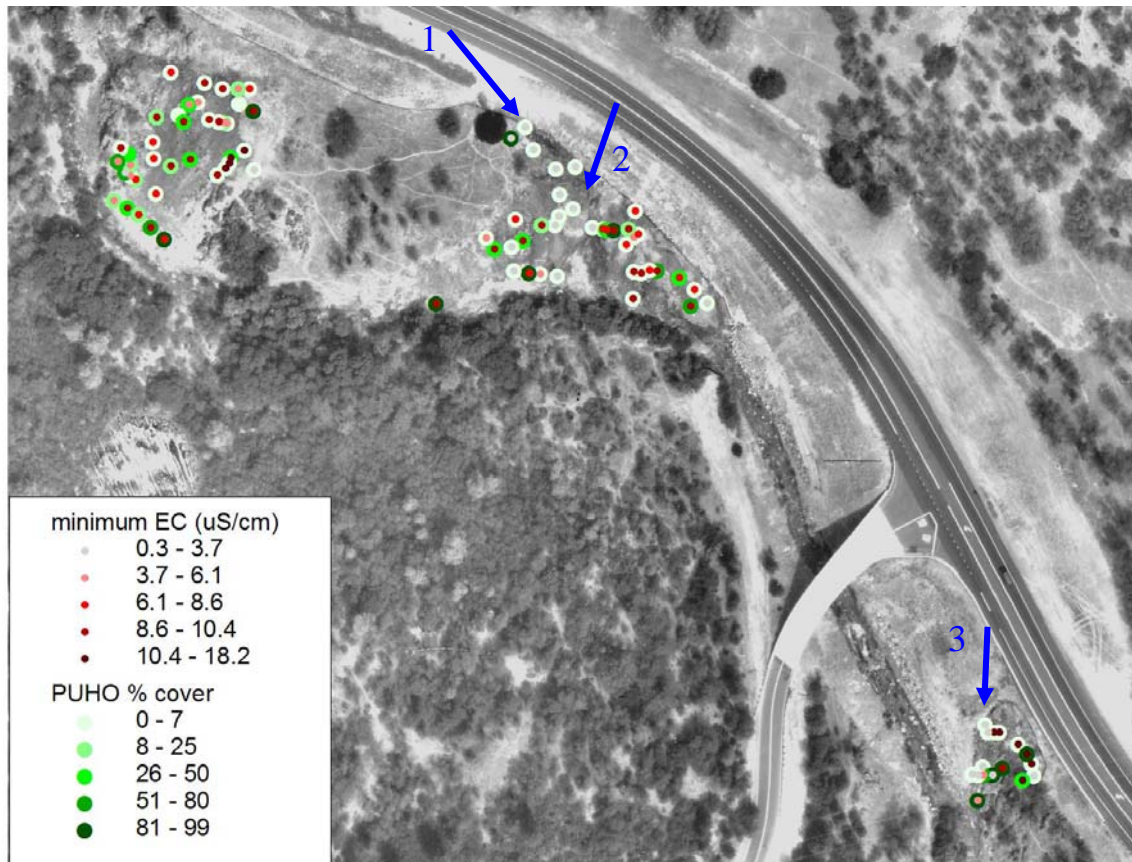 1
2
3
minimum EC (uS/cm)
0.3 - 3.7
3.7 - 6.1
6.1 - 8.6
8.6 - 10.4
10.4 - 18.2
PUHO % cover
0 - 7
8 - 25
26 - 50
51 - 80
81 - 99